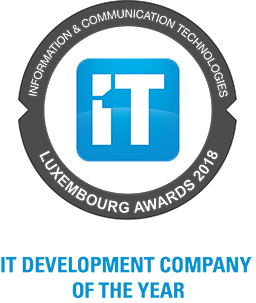 INFORMATION & COMMUNICATION TECHNOLOGIES
iT
LUXEMBOURG AWARDS 2018
IT DEVELOPMENT COMPANY
OF THE YEAR